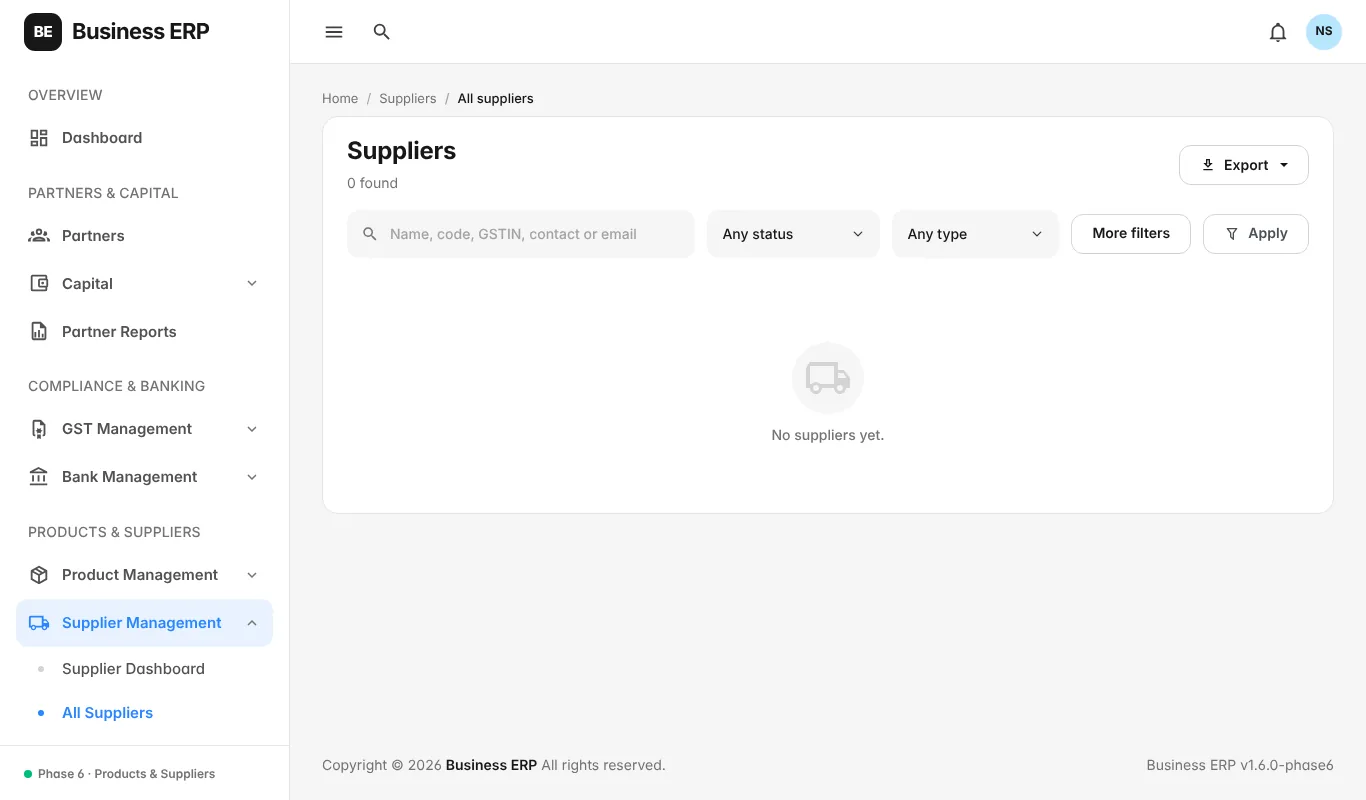 BE Business ERP
NS
OVERVIEW
Dashboard
PARTNERS & CAPITAL
Partners
Capital
Partner Reports
COMPLIANCE & BANKING
GST Management
Bank Management
PRODUCTS & SUPPLIERS
Product Management
Supplier Management
Supplier Dashboard
All Suppliers
Phase 6 · Products & Suppliers
Home / Suppliers / All suppliers
Suppliers
0 found
Export
Name, code, GSTIN, contact or email
Any status
Any type
More filters
Apply
No suppliers yet.
Copyright © 2026 Business ERP All rights reserved.
Business ERP v1.6.0-phase6